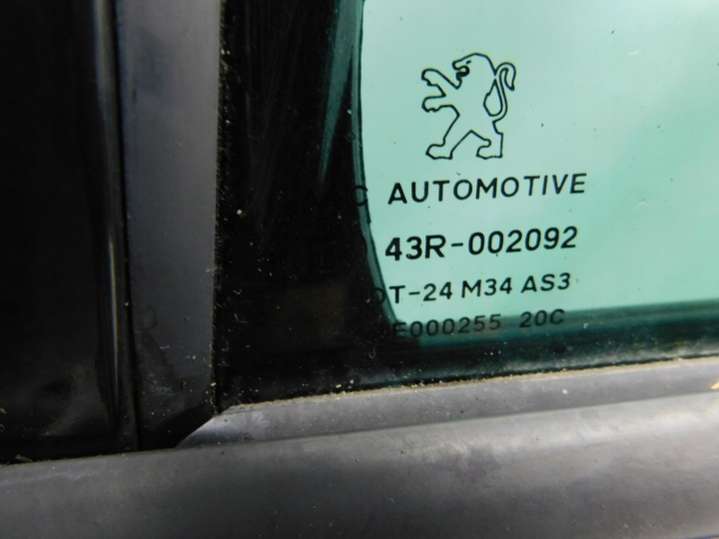 AUTOMOTIVE
43R-002092
OT-24 M34 AS3
E000255 20C